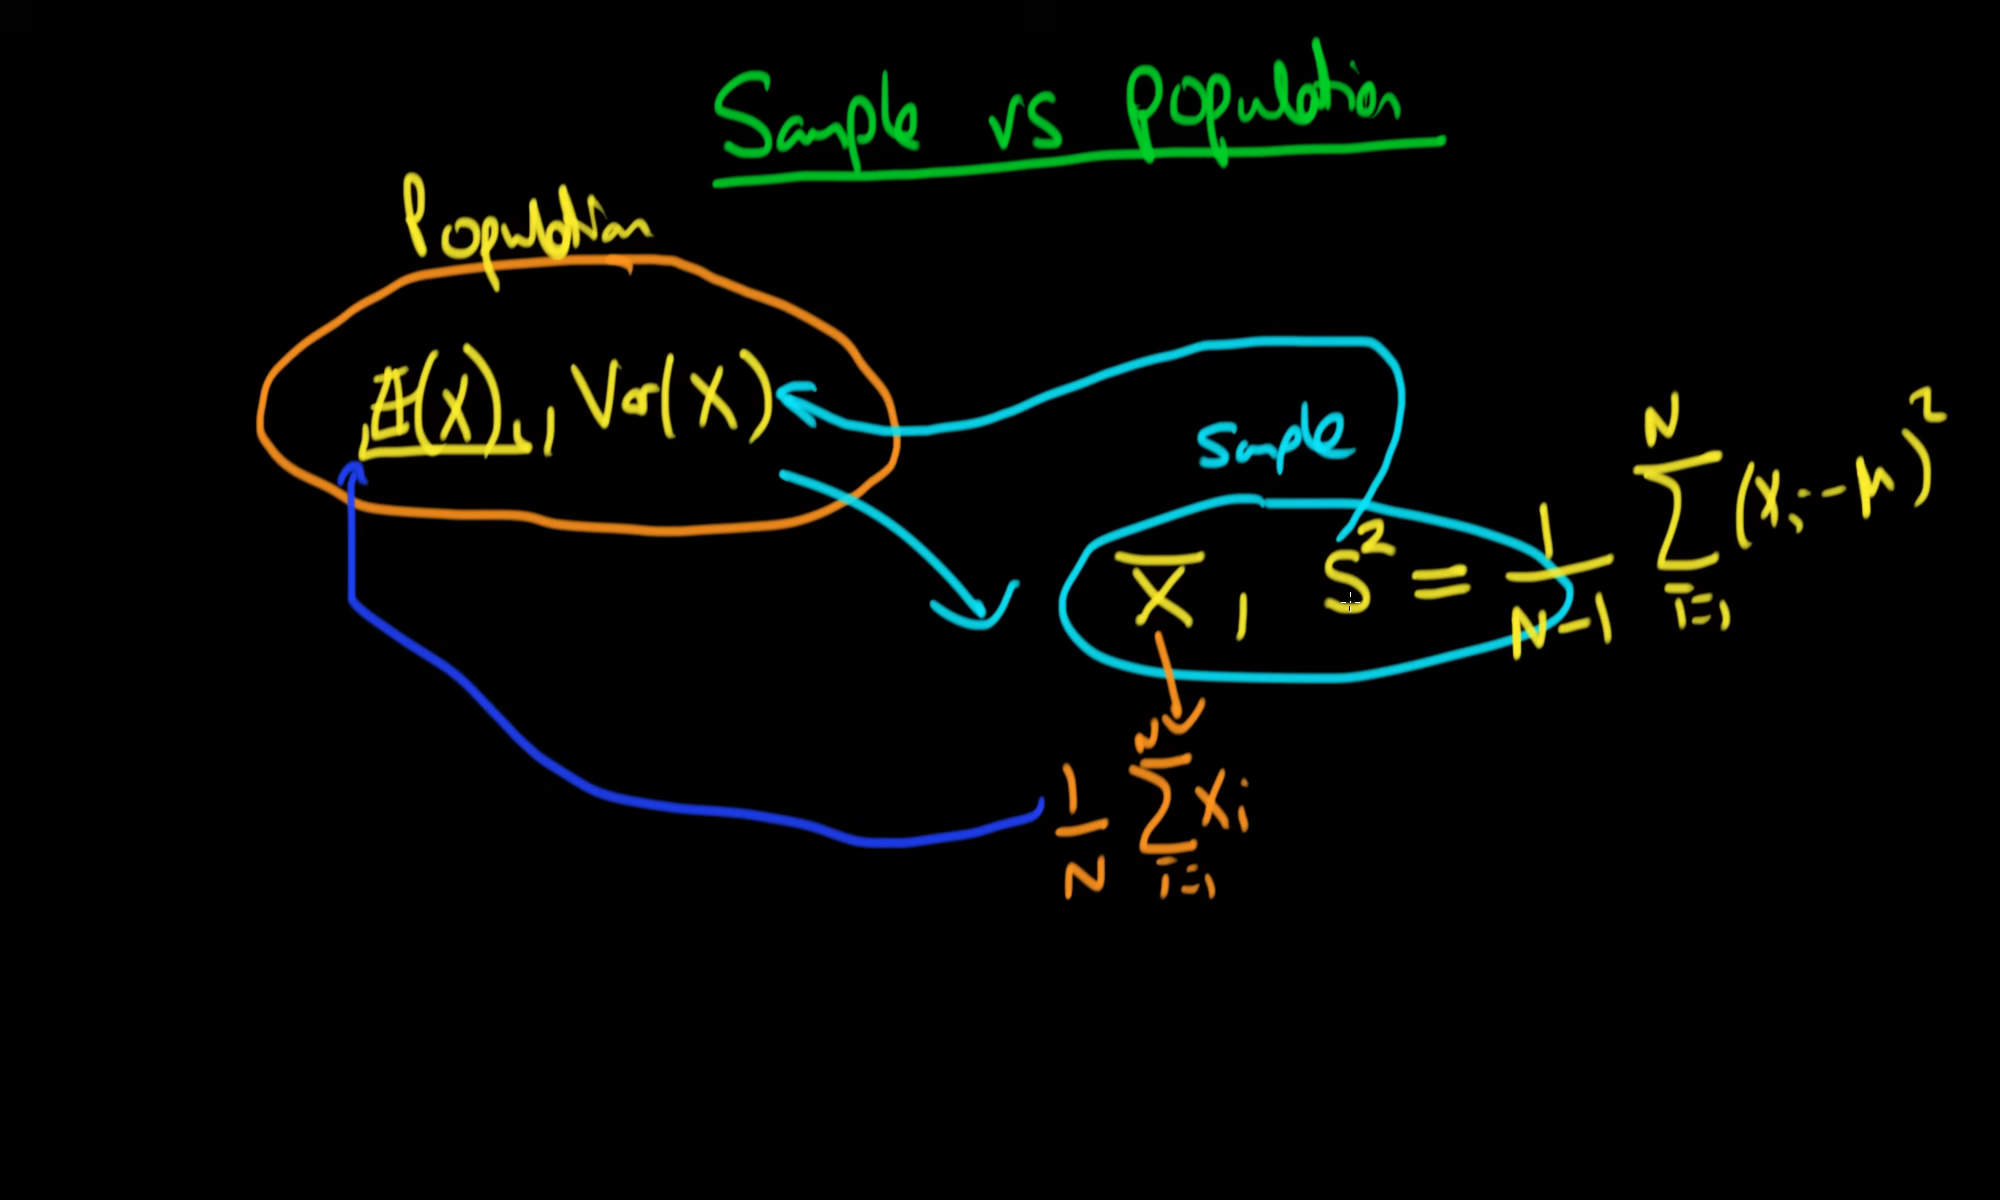 Sample vs Population
Population
E(X), Var(X)
Sample
X̄, S² = 1/(N-1) ∑_{i=1}^{N} (x_i - μ)²
1/N ∑_{i=1}^{N} x_i